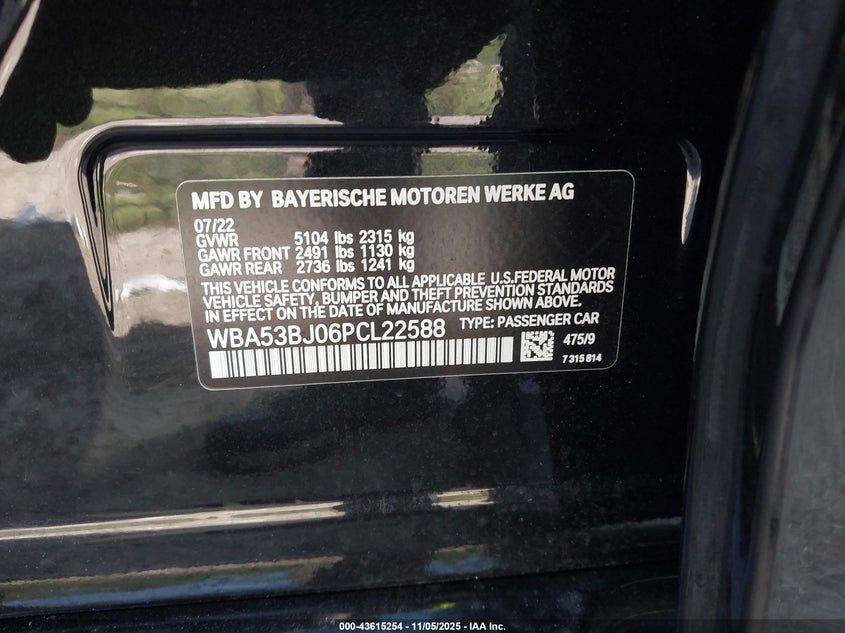 MFD BY BAYERISCHE MOTOREN WERKE AG
07/22
GVWR 5104 lbs 2315 kg
GAWR FRONT 2491 lbs 1130 kg
GAWR REAR 2736 lbs 1241 kg
THIS VEHICLE CONFORMS TO ALL APPLICABLE U.S.FEDERAL MOTOR
VEHICLE SAFETY, BUMPER AND THEFT PREVENTION STANDARDS
IN EFFECT ON THE DATE OF MANUFACTURE SHOWN ABOVE.
WBA53BJ06PCL22588 TYPE: PASSENGER CAR
475/9
7 315 814
000-43615254 - 11/05/2025 - IAA Inc.